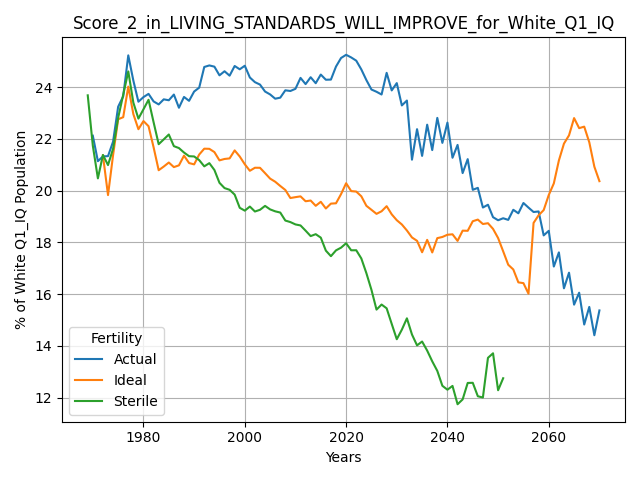 Score_2_in_LIVING_STANDARDS_WILL_IMPROVE_for_White_Q1_IQ
% of White Q1_IQ Population
24
22
20
18
16
14
12
Fertility
Actual
Ideal
Sterile
1980 2000 2020 2040 2060
Years